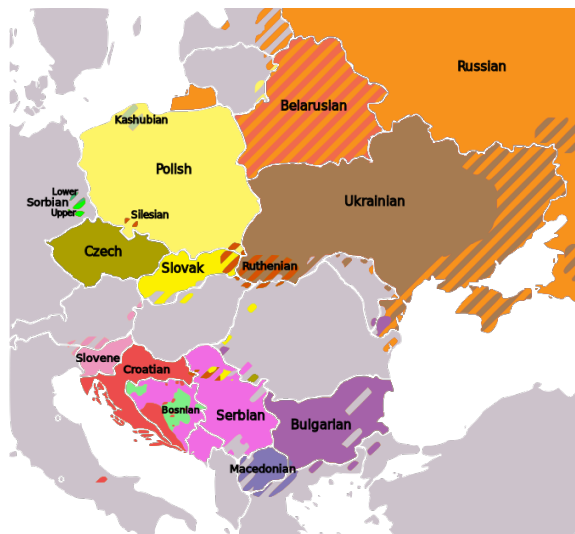 Russian
Belarusian
Kashubian
Polish
Lower
Sorbian
Upper
Silesian
Ukrainian
Czech
Slovak
Ruthenian
Slovene
Croatian
Bosnian
Serbian
Bulgarian
Macedonian